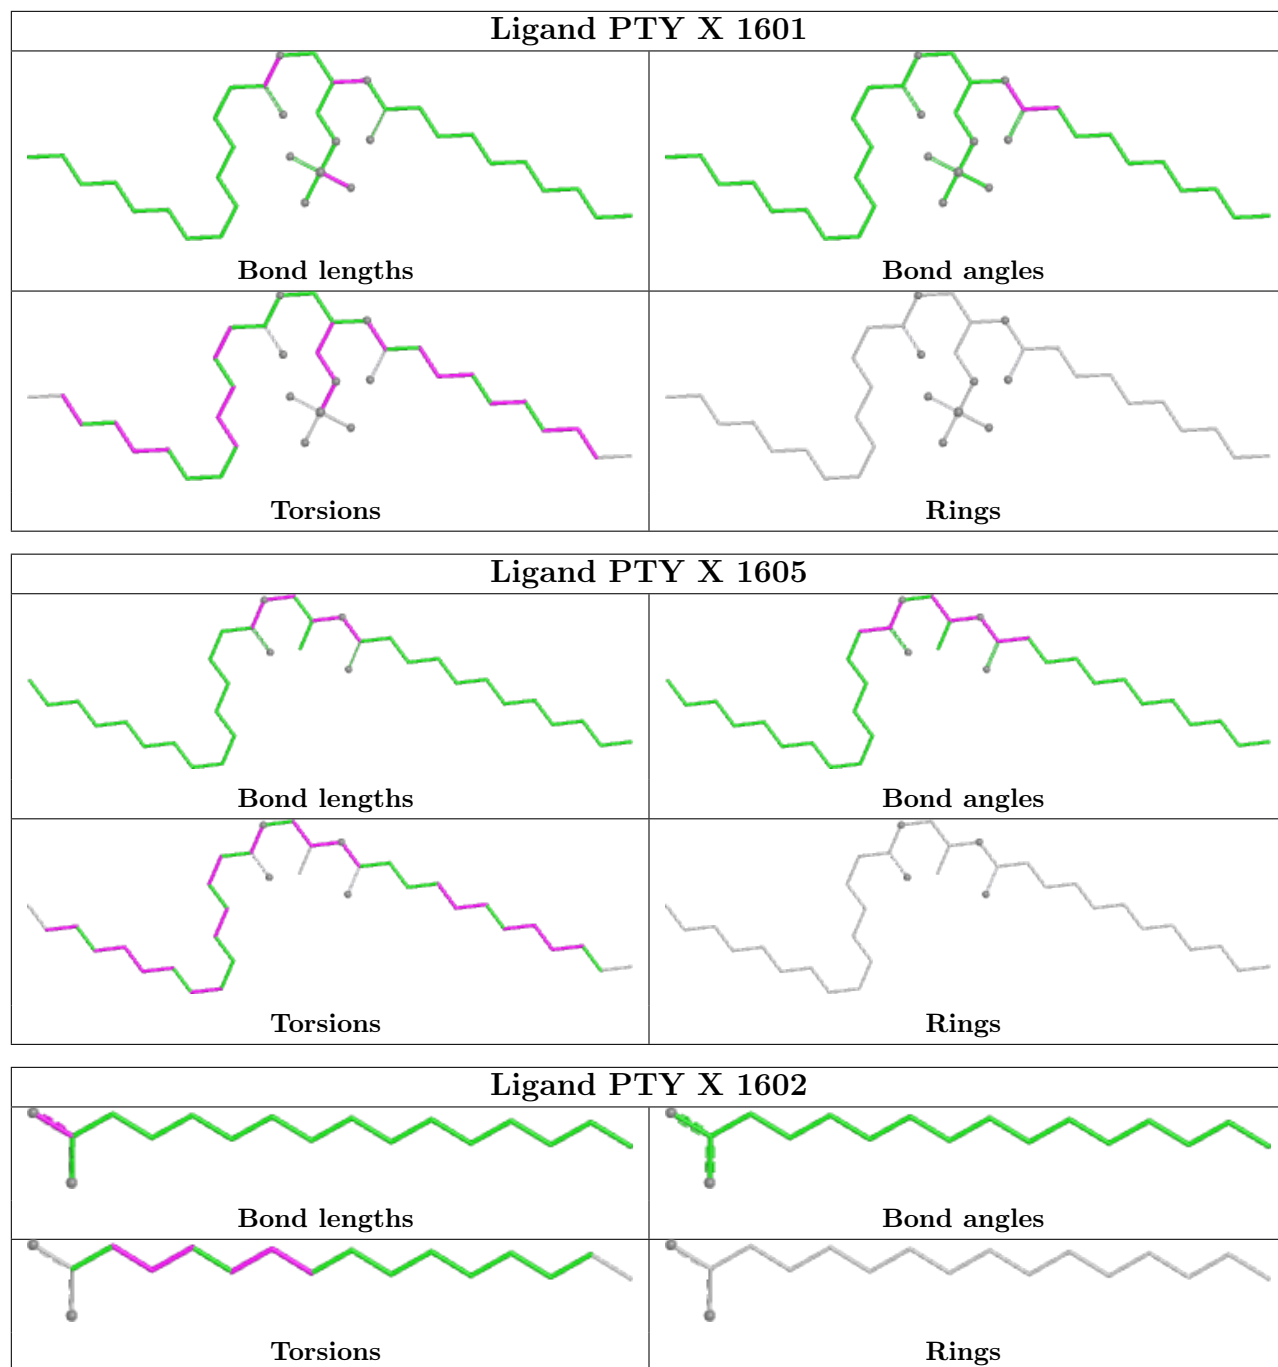 Ligand PTY X 1601
Bond lengths
Bond angles
Torsions
Rings
Ligand PTY X 1605
Bond lengths
Bond angles
Torsions
Rings
Ligand PTY X 1602
Bond lengths
Bond angles
Torsions
Rings